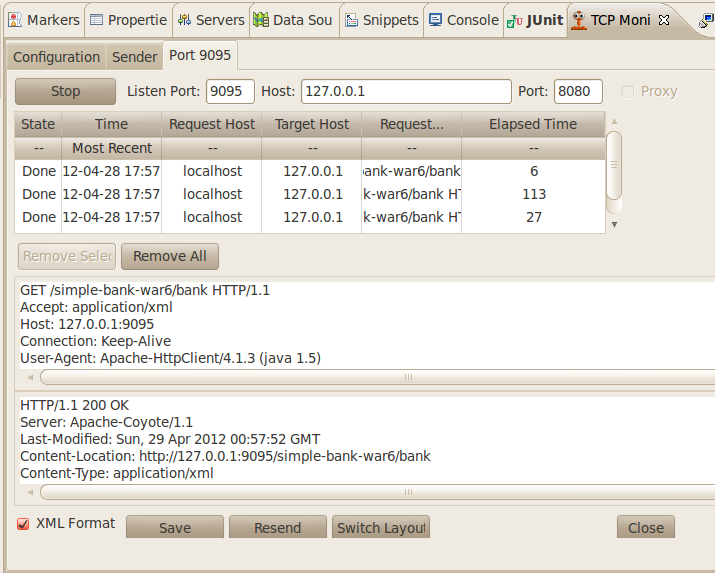 Markers Propertie Servers Data Sou Snippets Console JUnit TCP Moni
Configuration Sender Port 9095
Stop Listen Port: 9095 Host: 127.0.0.1 Port: 8080 Proxy
State Time Request Host Target Host Request... Elapsed Time
-- Most Recent -- -- -- --
Done 12-04-28 17:57 localhost 127.0.0.1 bank-war6/bank 6
Done 12-04-28 17:57 localhost 127.0.0.1 k-war6/bank HT 113
Done 12-04-28 17:57 localhost 127.0.0.1 k-war6/bank HT 27
Remove Selec Remove All
GET /simple-bank-war6/bank HTTP/1.1
Accept: application/xml
Host: 127.0.0.1:9095
Connection: Keep-Alive
User-Agent: Apache-HttpClient/4.1.3 (java 1.5)
HTTP/1.1 200 OK
Server: Apache-Coyote/1.1
Last-Modified: Sun, 29 Apr 2012 00:57:52 GMT
Content-Location: http://127.0.0.1:9095/simple-bank-war6/bank
Content-Type: application/xml
XML Format Save Resend Switch Layout Close